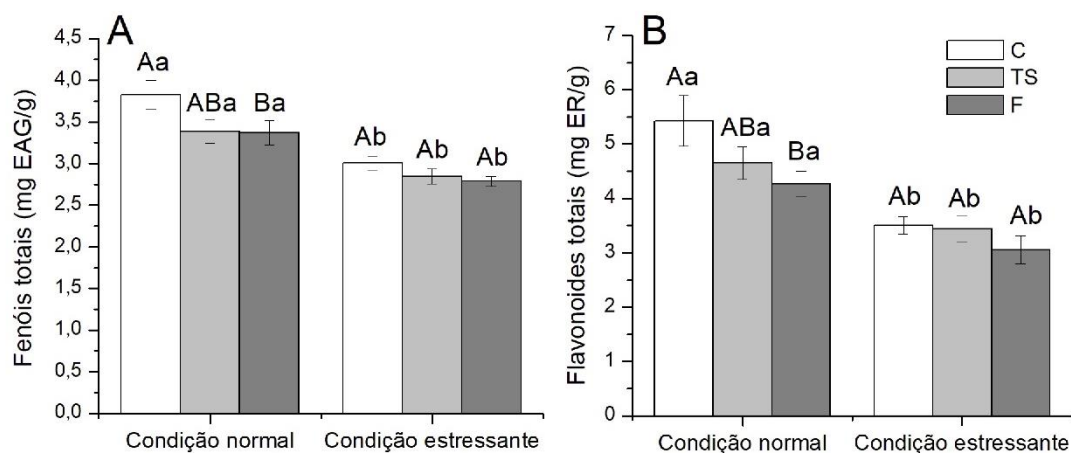 A
Fenóis totais (mg EAG/g)
4,5
4,0
3,5
3,0
2,5
2,0
1,5
1,0
0,5
0,0
Aa
ABa
Ba
Ab
Ab
Ab
Condição normal
Condição estressante
B
Flavonoides totais (mg ER/g)
7
6
5
4
3
2
1
0
Aa
ABa
Ba
Ab
Ab
Ab
C
TS
F
Condição normal
Condição estressante